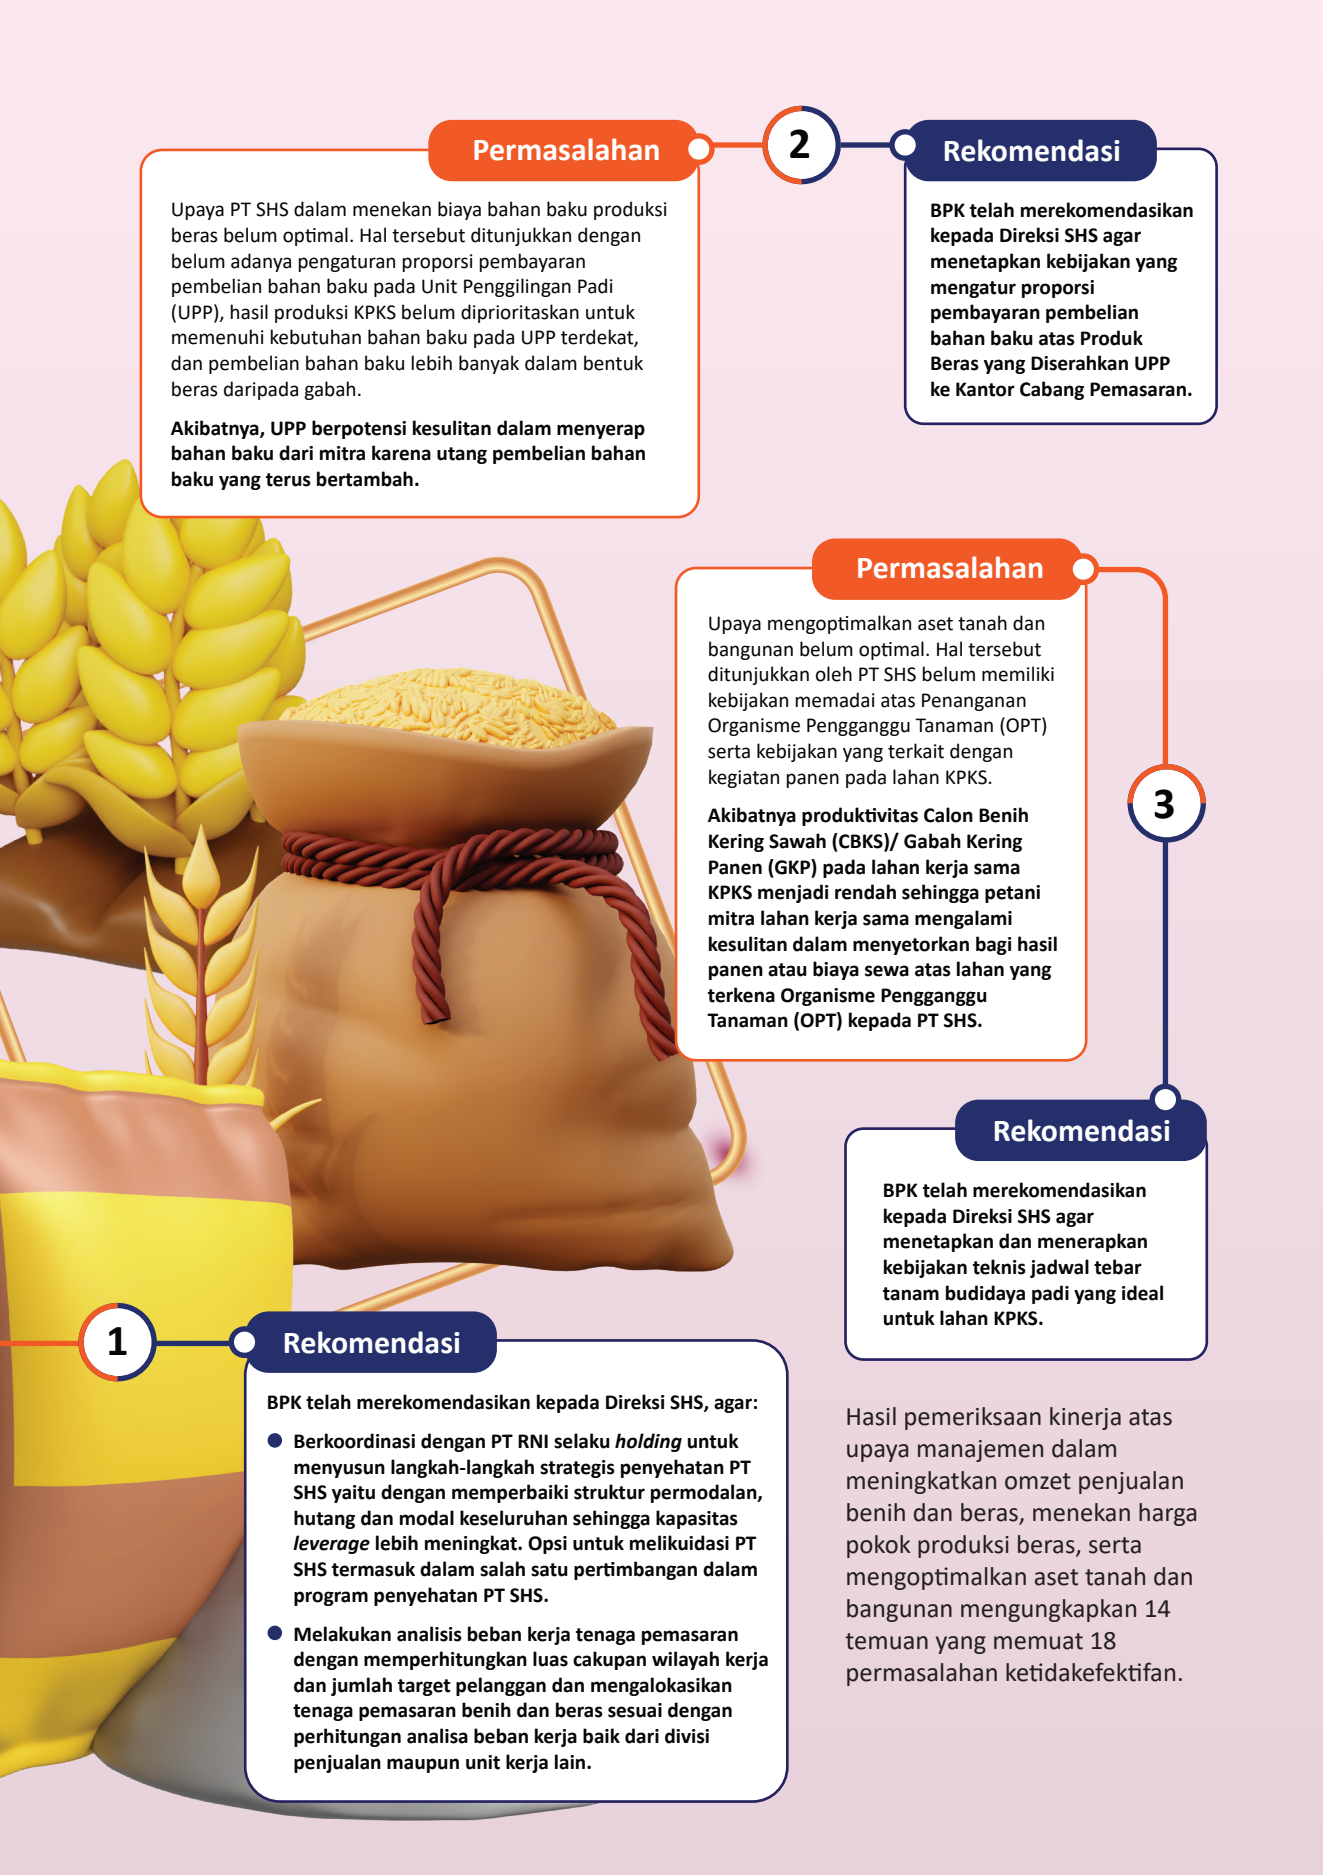 Permasalahan
2
Rekomendasi
Upaya PT SHS dalam menekan biaya bahan baku produksi
beras belum optimal. Hal tersebut ditunjukkan dengan
belum adanya pengaturan proporsi pembayaran
pembelian bahan baku pada Unit Penggilingan Padi
(UPP), hasil produksi KPKS belum diprioritaskan untuk
memenuhi kebutuhan bahan baku pada UPP terdekat,
dan pembelian bahan baku lebih banyak dalam bentuk
beras daripada gabah.
Akibatnya, UPP berpotensi kesulitan dalam menyerap
bahan baku dari mitra karena utang pembelian bahan
baku yang terus bertambah.
BPK telah merekomendasikan
kepada Direksi SHS agar
menetapkan kebijakan yang
mengatur proporsi
pembayaran pembelian
bahan baku atas Produk
Beras yang Diserahkan UPP
ke Kantor Cabang Pemasaran.
Permasalahan
Upaya mengoptimalkan aset tanah dan
bangunan belum optimal. Hal tersebut
ditunjukkan oleh PT SHS belum memiliki
kebijakan memadai atas Penanganan
Organisme Pengganggu Tanaman (OPT)
serta kebijakan yang terkait dengan
kegiatan panen pada lahan KPKS.
Akibatnya produktivitas Calon Benih
Kering Sawah (CBKS)/ Gabah Kering
Panen (GKP) pada lahan kerja sama
KPKS menjadi rendah sehingga petani
mitra lahan kerja sama mengalami
kesulitan dalam menyetorkan bagi hasil
panen atau biaya sewa atas lahan yang
terkena Organisme Pengganggu
Tanaman (OPT) kepada PT SHS.
3
Rekomendasi
BPK telah merekomendasikan
kepada Direksi SHS agar
menetapkan dan menerapkan
kebijakan teknis jadwal tebar
tanam budidaya padi yang ideal
untuk lahan KPKS.
1
Rekomendasi
BPK telah merekomendasikan kepada Direksi SHS, agar:
Berkoordinasi dengan PT RNI selaku holding untuk
menyusun langkah-langkah strategis penyehatan PT
SHS yaitu dengan memperbaiki struktur permodalan,
hutang dan modal keseluruhan sehingga kapasitas
leverage lebih meningkat. Opsi untuk melikuidasi PT
SHS termasuk dalam salah satu pertimbangan dalam
program penyehatan PT SHS.
Melakukan analisis beban kerja tenaga pemasaran
dengan memperhitungkan luas cakupan wilayah kerja
dan jumlah target pelanggan dan mengalokasikan
tenaga pemasaran benih dan beras sesuai dengan
perhitungan analisa beban kerja baik dari divisi
penjualan maupun unit kerja lain.
Hasil pemeriksaan kinerja atas
upaya manajemen dalam
meningkatkan omzet penjualan
benih dan beras, menekan harga
pokok produksi beras, serta
mengoptimalkan aset tanah dan
bangunan mengungkapkan 14
temuan yang memuat 18
permasalahan ketidakefektifan.